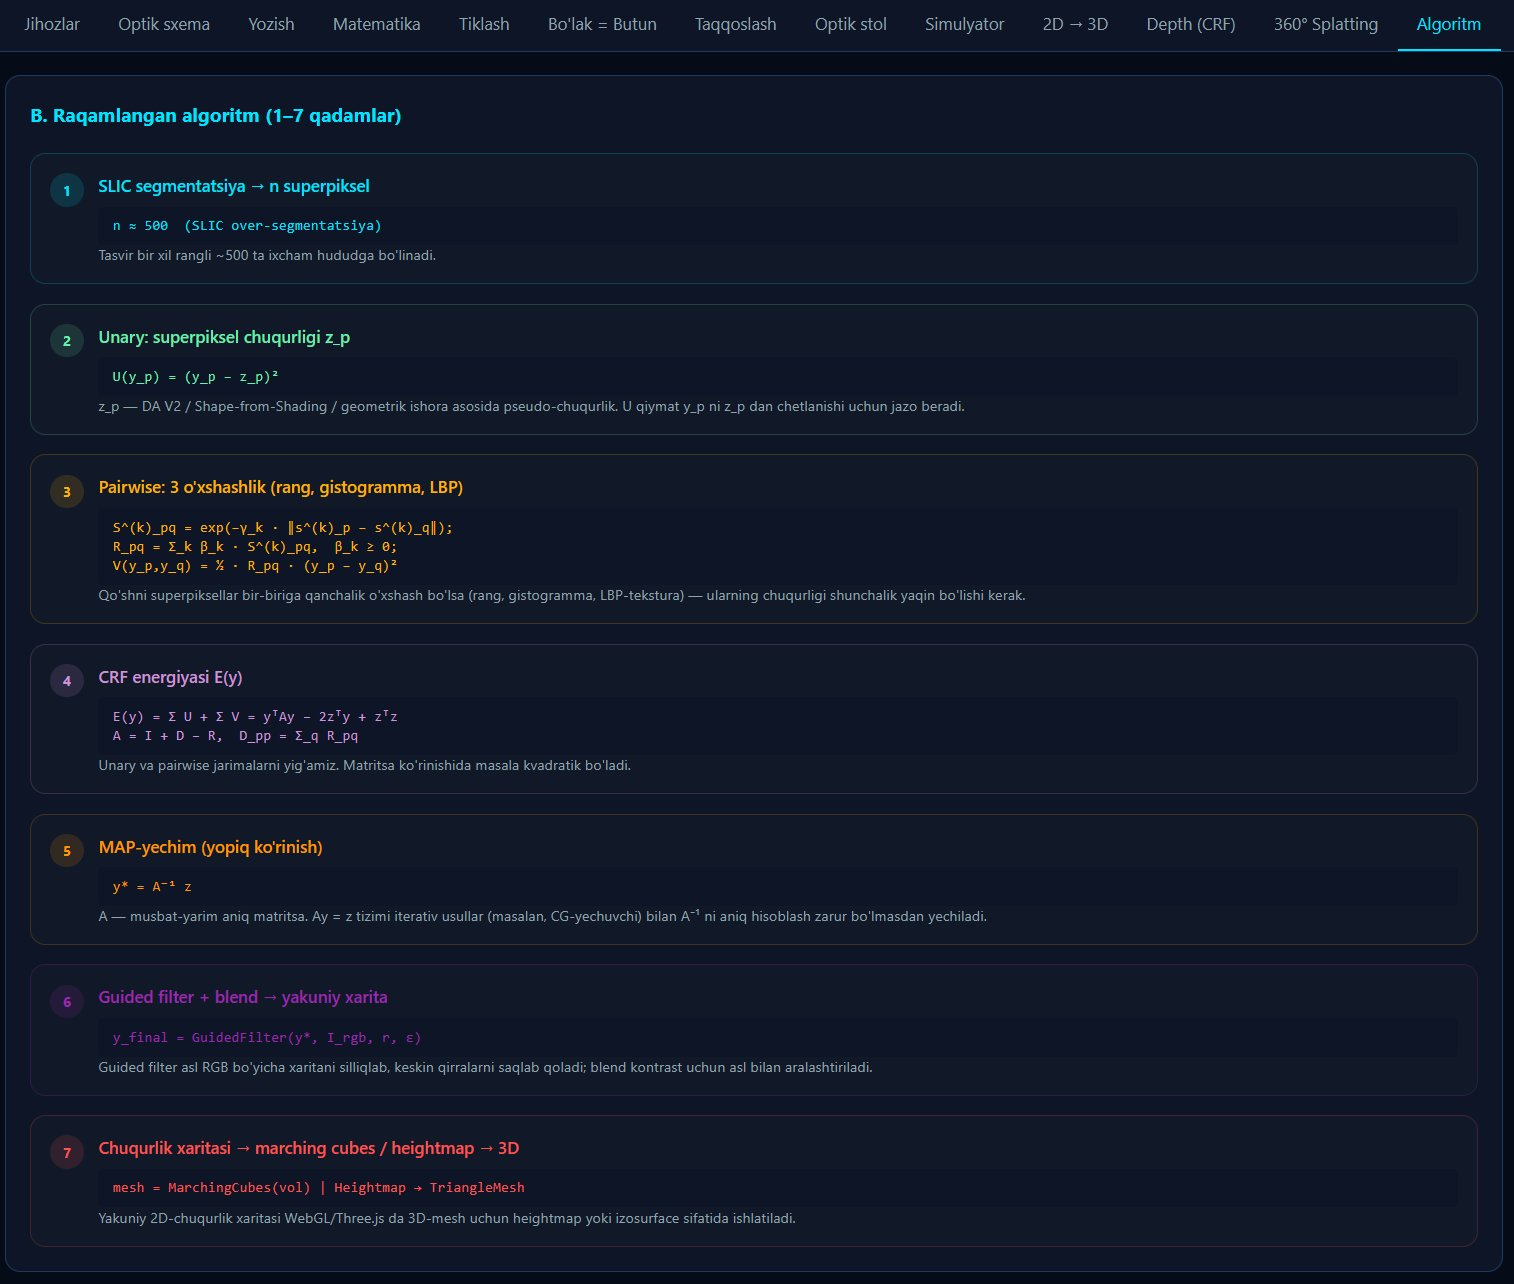 Jihozlar Optik sxema Yozish Matematika Tiklash Bo'lak = Butun Taqqoslash Optik stol Simulyator 2D → 3D Depth (CRF) 360° Splatting Algoritm
B. Raqamlangan algoritm (1–7 qadamlar)
1 SLIC segmentatsiya → n superpiksel
n ≈ 500 (SLIC over-segmentatsiya)
Tasvir bir xil rangli ~500 ta ixcham hududga bo'linadi.
2 Unary: superpiksel chuqurligi z_p
U(y_p) = (y_p − z_p)²
z_p — DA V2 / Shape-from-Shading / geometrik ishora asosida pseudo-chuqurlik. U qiymat y_p ni z_p dan chetlanishi uchun jazo beradi.
3 Pairwise: 3 o'xshashlik (rang, gistogramma, LBP)
S^(k)_pq = exp(−γ_k · ‖s^(k)_p − s^(k)_q‖);
R_pq = Σ_k β_k · S^(k)_pq, β_k ≥ 0;
V(y_p,y_q) = ½ · R_pq · (y_p − y_q)²
Qo'shni superpiksellar bir-biriga qanchalik o'xshash bo'lsa (rang, gistogramma, LBP-tekstura) — ularning chuqurligi shunchalik yaqin bo'lishi kerak.
4 CRF energiyasi E(y)
E(y) = Σ U + Σ V = yᵀAy − 2zᵀy + zᵀz
A = I + D − R, D_pp = Σ_q R_pq
Unary va pairwise jarimalarni yig'amiz. Matritsa ko'rinishida masala kvadratik bo'ladi.
5 MAP-yechim (yopiq ko'rinish)
y* = A⁻¹ z
A — musbat-yarim aniq matritsa. Ay = z tizimi iterativ usullar (masalan, CG-yechuvchi) bilan A⁻¹ ni aniq hisoblash zarur bo'lmasdan yechiladi.
6 Guided filter + blend → yakuniy xarita
y_final = GuidedFilter(y*, I_rgb, r, ε)
Guided filter asl RGB bo'yicha xaritani silliqlab, keskin qirralarni saqlab qoladi; blend kontrast uchun asl bilan aralashtiriladi.
7 Chuqurlik xaritasi → marching cubes / heightmap → 3D
mesh = MarchingCubes(vol) | Heightmap → TriangleMesh
Yakuniy 2D-chuqurlik xaritasi WebGL/Three.js da 3D-mesh uchun heightmap yoki izosurface sifatida ishlatiladi.